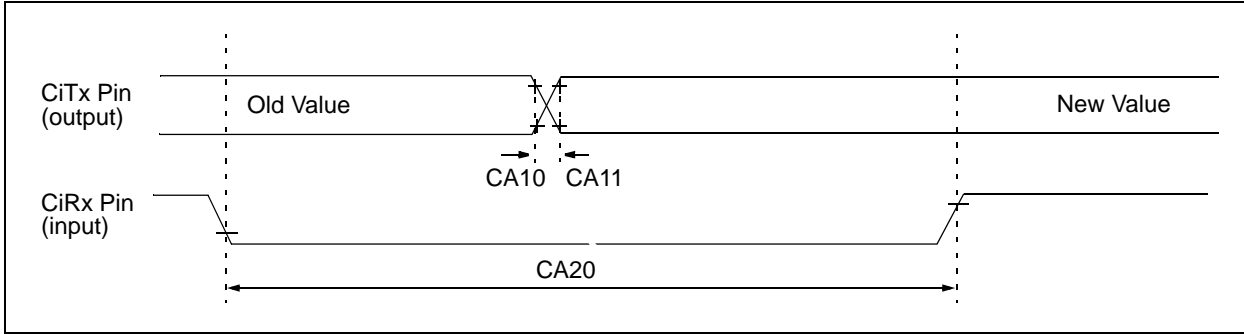 CiTx Pin
(output)
Old Value
New Value
CA10 CA11
CiRx Pin
(input)
CA20